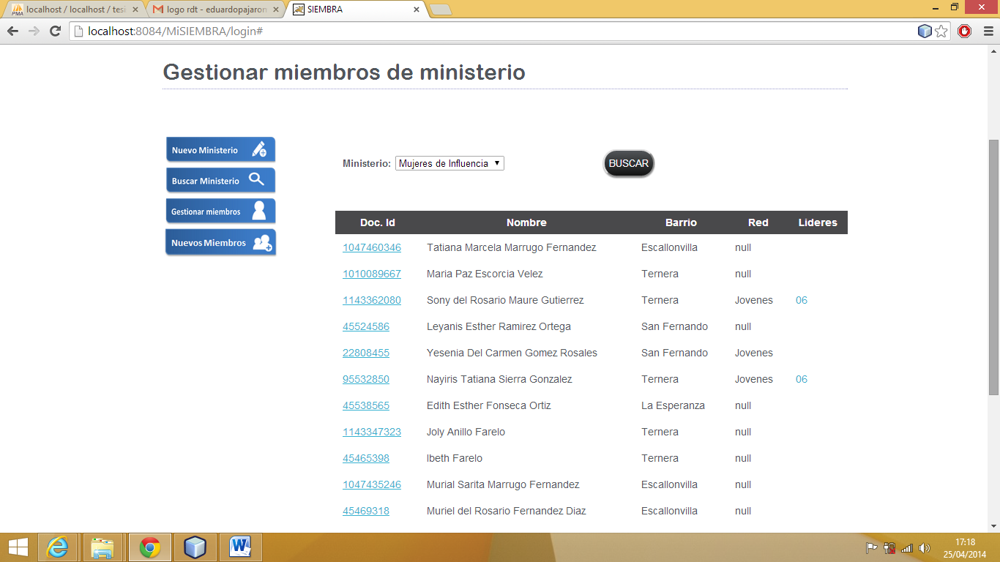 localhost / localhost / tesi
logo rdt - eduardopajaron
SIEMBRA
localhost:8084/MiSIEMBRA/login#
Gestionar miembros de ministerio
Nuevo Ministerio
Buscar Ministerio
Gestionar miembros
Nuevos Miembros
Ministerio: Mujeres de Influencia BUSCAR
Doc. Id Nombre Barrio Red Lideres
1047460346 Tatiana Marcela Marrugo Fernandez Escallonvilla null
1010089667 Maria Paz Escorcia Velez Ternera null
1143362080 Sony del Rosario Maure Gutierrez Ternera Jovenes 06
45524586 Leyanis Esther Ramirez Ortega San Fernando null
22808455 Yesenia Del Carmen Gomez Rosales San Fernando Jovenes
95532850 Nayiris Tatiana Sierra Gonzalez Ternera Jovenes 06
45538565 Edith Esther Fonseca Ortiz La Esperanza null
1143347323 Joly Anillo Farelo Ternera null
45465398 Ibeth Farelo Ternera null
1047435246 Murial Sarita Marrugo Fernandez Escallonvilla null
45469318 Muriel del Rosario Fernandez Diaz Escallonvilla null
17:18
25/04/2014